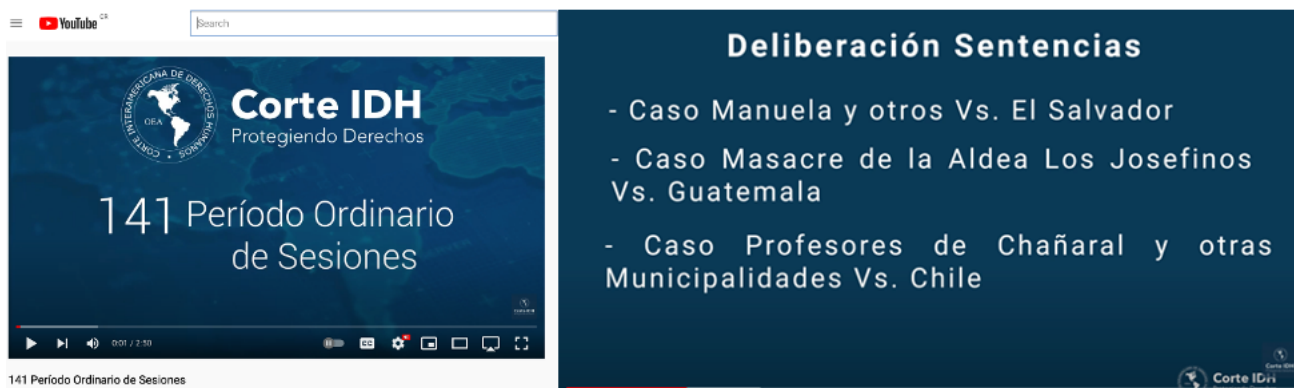 YouTube CR
Search
CORTE INTERAMERICANA DE DERECHOS HUMANOS
OEA
Corte IDH
Protegiendo Derechos
141 Período Ordinario
de Sesiones
0:01 / 2:50
CC
141 Período Ordinario de Sesiones
Deliberación Sentencias
- Caso Manuela y otros Vs. El Salvador
- Caso Masacre de la Aldea Los Josefinos
Vs. Guatemala
- Caso Profesores de Chañaral y otras
Municipalidades Vs. Chile
Corte IDH